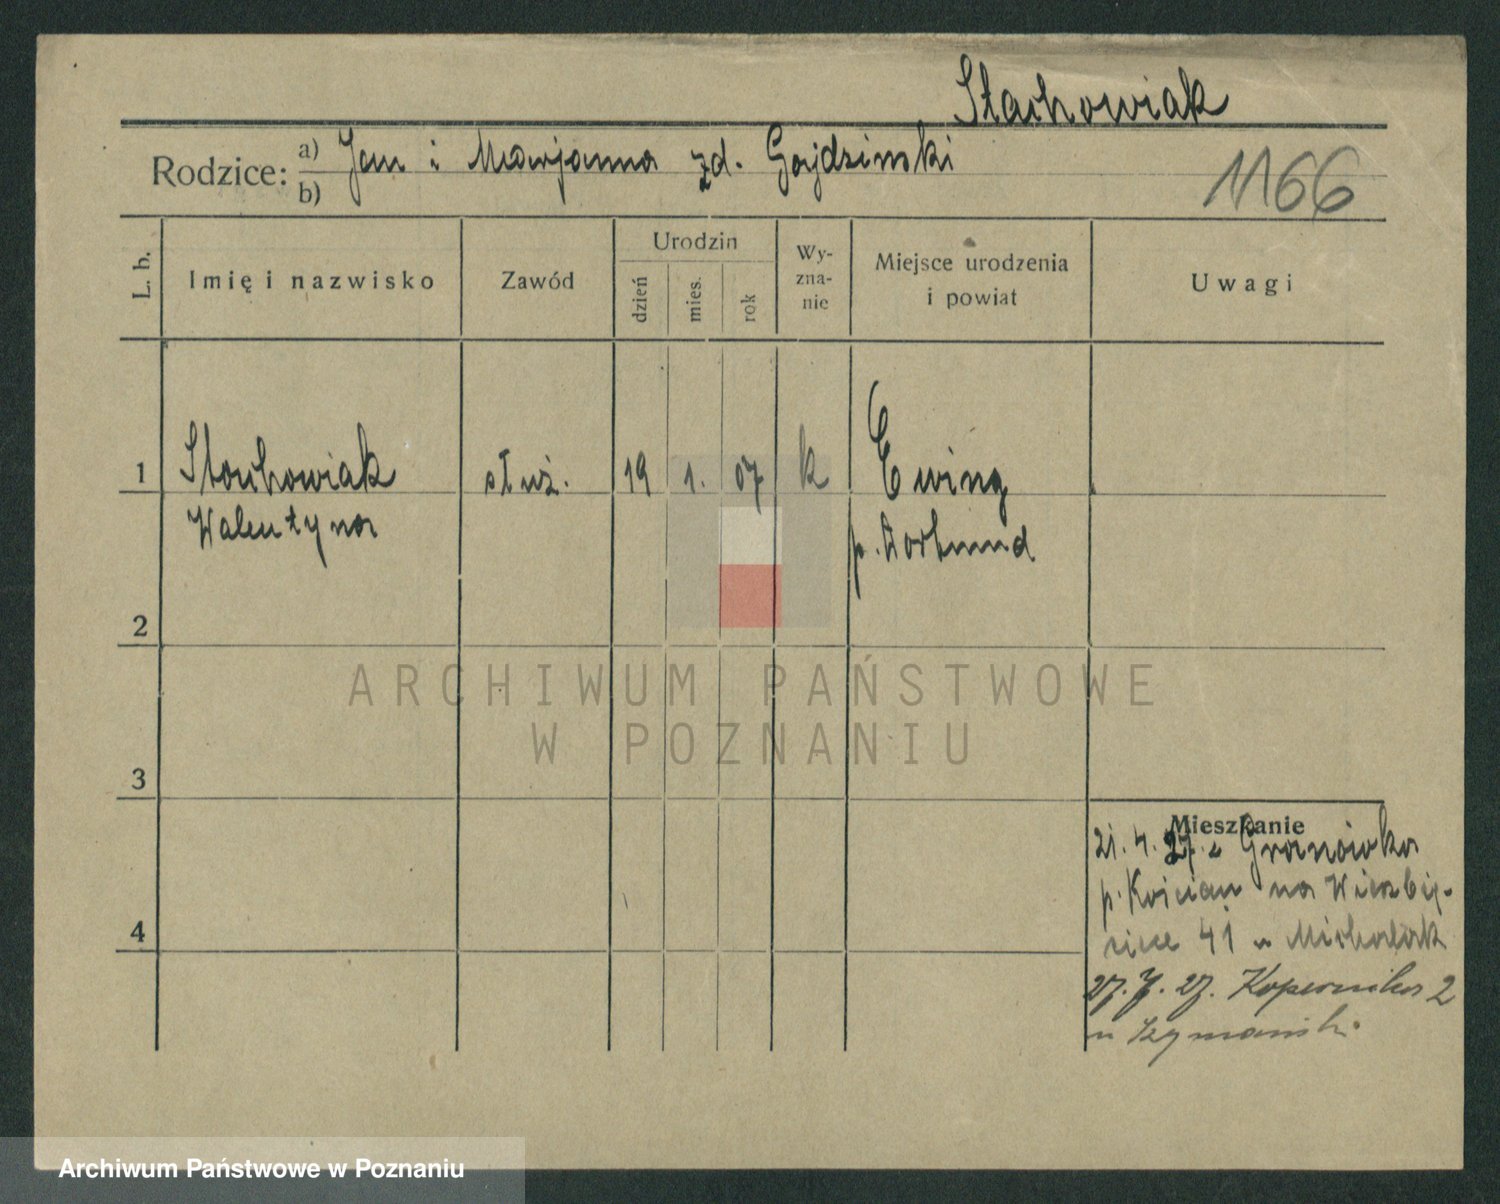 Stachowiak
Rodzice: a) Jan i Marjanna zd. Gajdzinski
b)
1166
L. b.
Imię i nazwisko
Zawód
Urodzin
dzień
mies.
rok
Wy-
zna-
nie
Miejsce urodzenia
i powiat
Uwagi
1 Stachowiak służ. 19 1. 07 k Ewing
Walentyna p. Dortmund
2
3
4
Mieszkanie
21. 4. 27. z Granówka
p. Kościan na Wierzbię-
cice 41 u Michalak
27. 7. 27. Kopernika 2
u Szymański
ARCHIWUM PAŃSTWOWE
W POZNANIU
Archiwum Państwowe w Poznaniu